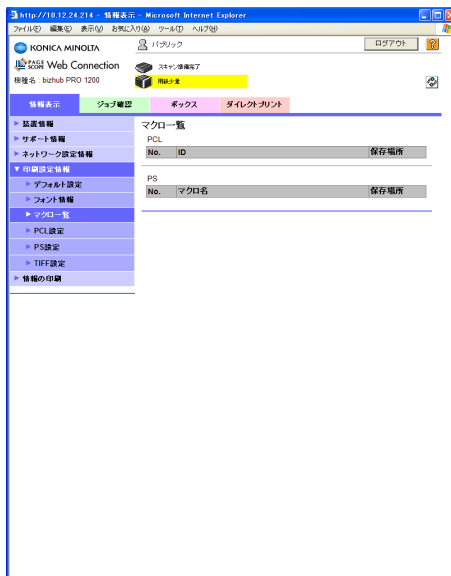 http://10.12.24.214 - 情報表示 - Microsoft Internet Explorer
ファイル(F) 編集(E) 表示(V) お気に入り(A) ツール(T) ヘルプ(H)
KONICA MINOLTA
パブリック
ログアウト
?
PAGE SCOPE Web Connection
スキャン準備完了
機種名 : bizhub PRO 1200
用紙少量
情報表示 ジョブ確認 ボックス ダイレクトプリント
装置情報
サポート情報
ネットワーク設定情報
印刷設定情報
デフォルト設定
フォント情報
マクロ一覧
PCL設定
PS設定
TIFF設定
情報の印刷
マクロ一覧
PCL
No. ID 保存場所
PS
No. マクロ名 保存場所